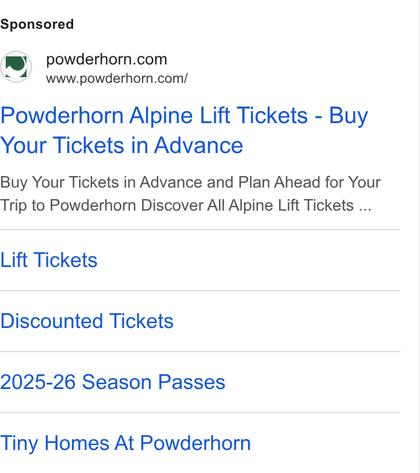 Sponsored
powderhorn.com
www.powderhorn.com/
Powderhorn Alpine Lift Tickets - Buy
Your Tickets in Advance
Buy Your Tickets in Advance and Plan Ahead for Your
Trip to Powderhorn Discover All Alpine Lift Tickets ...
Lift Tickets
Discounted Tickets
2025-26 Season Passes
Tiny Homes At Powderhorn